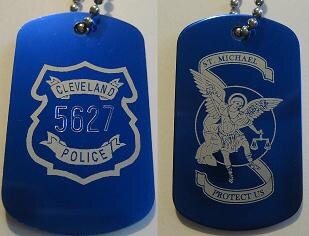 CLEVELAND
5627
POLICE
ST MICHAEL
PROTECT US